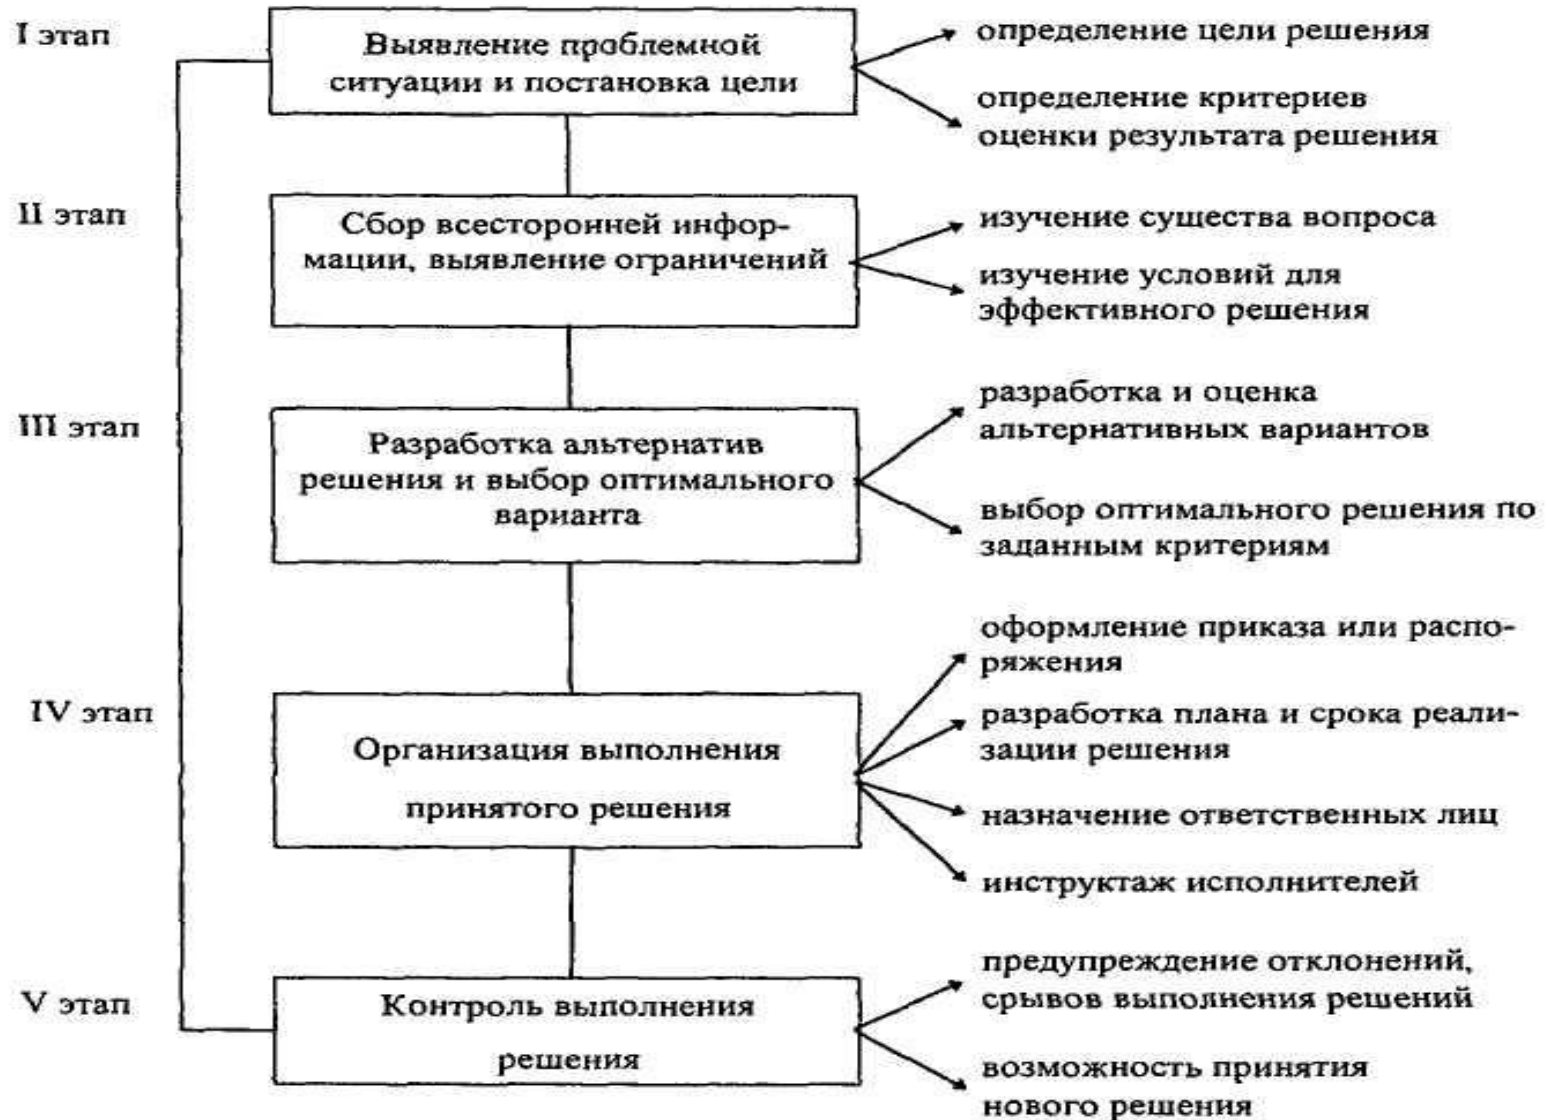 I этап
Выявление проблемной
ситуации и постановка цели
определение цели решения
определение критериев
оценки результата решения
II этап
Сбор всесторонней инфор-
мации, выявление ограничений
изучение существа вопроса
изучение условий для
эффективного решения
III этап
Разработка альтернатив
решения и выбор оптимального
варианта
разработка и оценка
альтернативных вариантов
выбор оптимального решения по
заданным критериям
IV этап
Организация выполнения
принятого решения
оформление приказа или распо-
ряжения
разработка плана и срока реали-
зации решения
назначение ответственных лиц
инструктаж исполнителей
V этап
Контроль выполнения
решения
предупреждение отклонений,
срывов выполнения решений
возможность принятия
нового решения